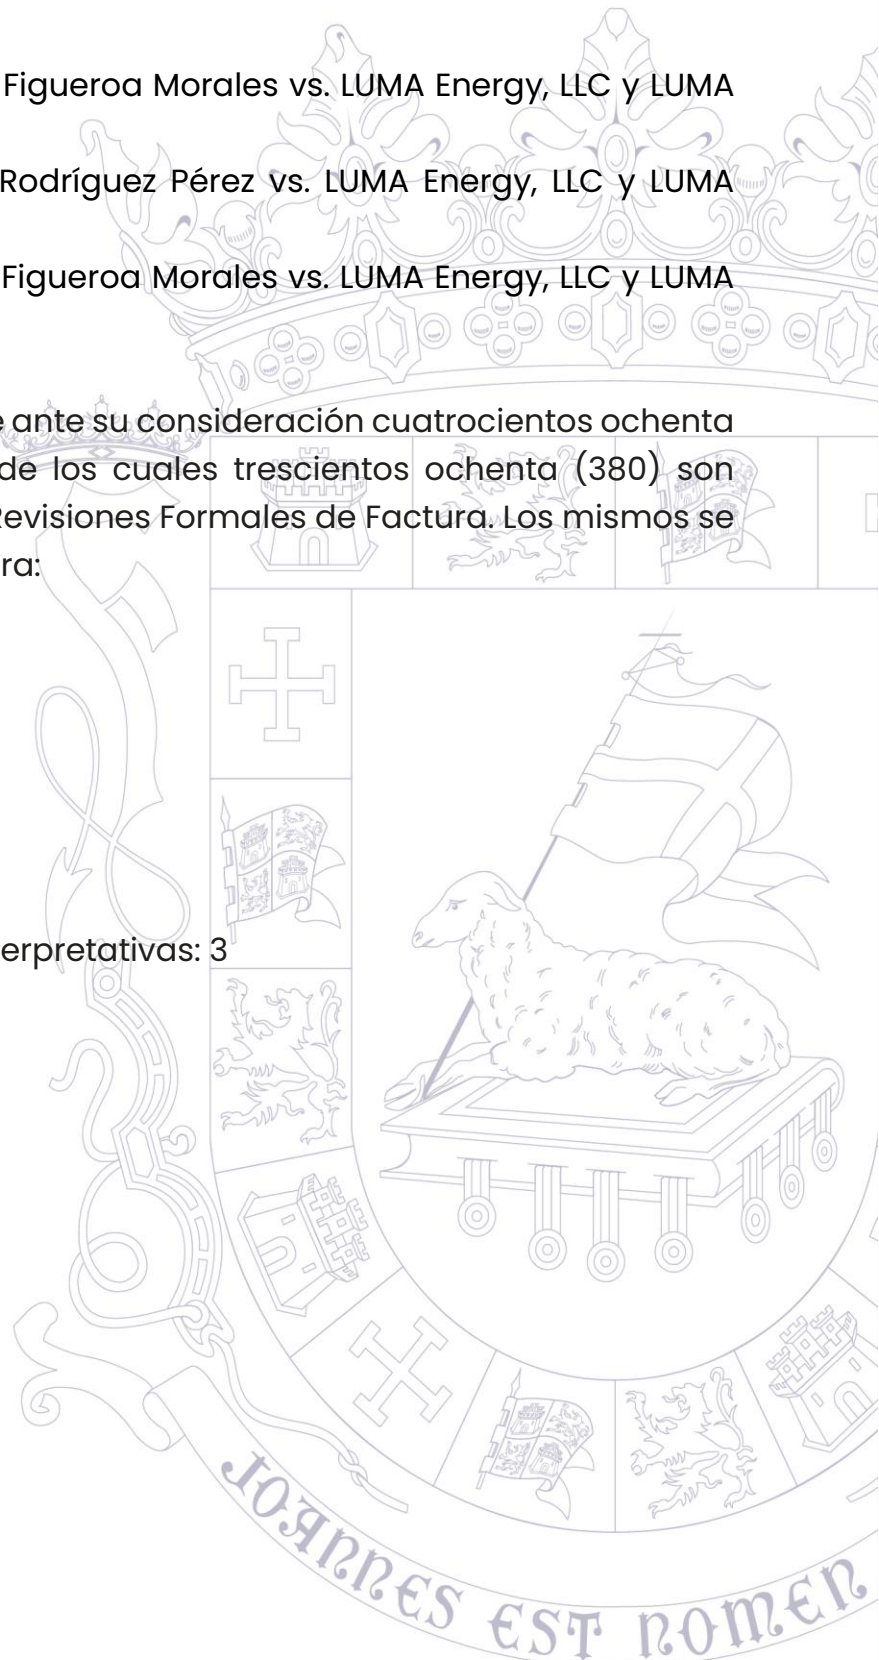 Figueroa Morales vs. LUMA Energy, LLC y LUMA
Rodríguez Pérez vs. LUMA Energy, LLC y LUMA
Figueroa Morales vs. LUMA Energy, LLC y LUMA
ante su consideración cuatrocientos ochenta
de los cuales trescientos ochenta (380) son
Revisiones Formales de Factura. Los mismos se
ra:
erpretativas: 3
JOANNES EST NOMEN